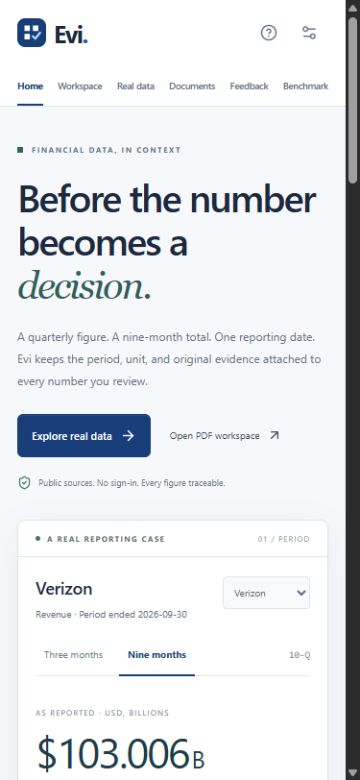 Evi.
Home Workspace Real data Documents Feedback Benchmark
FINANCIAL DATA, IN CONTEXT
Before the number
becomes a
decision.
A quarterly figure. A nine-month total. One reporting date.
Evi keeps the period, unit, and original evidence attached to
every number you review.
Explore real data → Open PDF workspace ↗
Public sources. No sign-in. Every figure traceable.
A REAL REPORTING CASE 01 / PERIOD
Verizon Verizon
Revenue · Period ended 2026-09-30
Three months Nine months 10-Q
AS REPORTED · USD, BILLIONS
$103.006 B